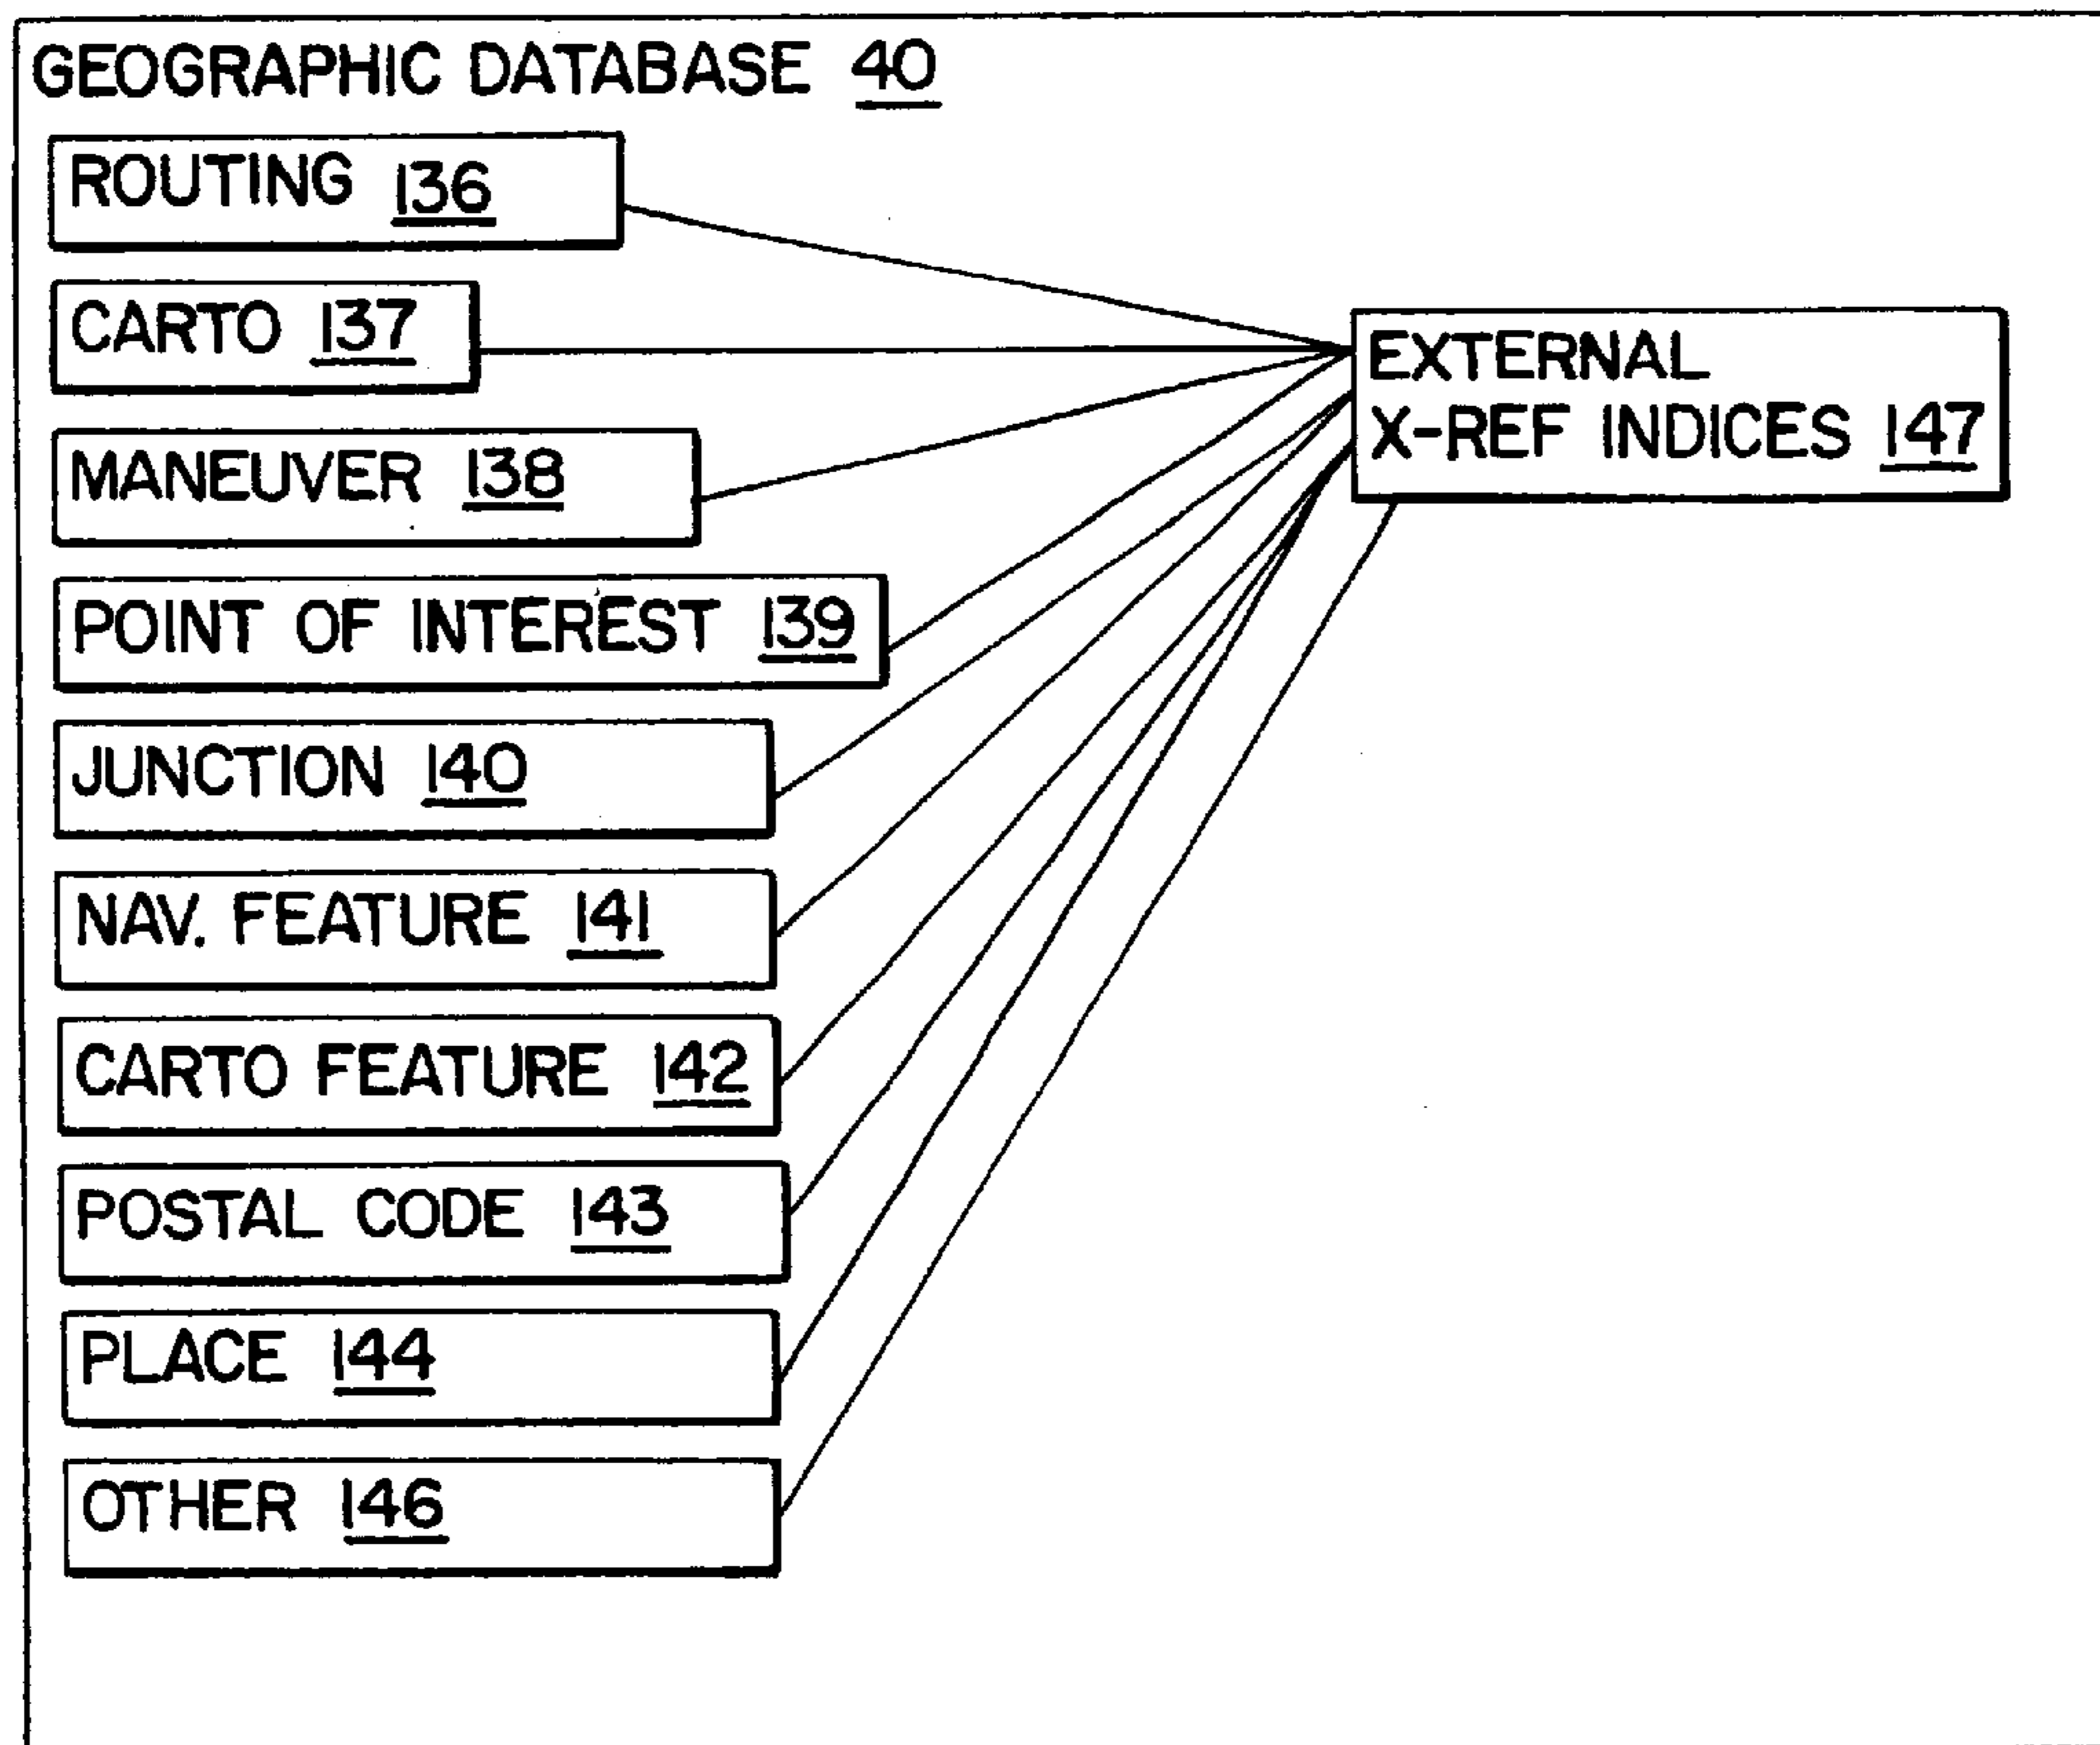 GEOGRAPHIC DATABASE 40
ROUTING 136
CARTO 137
MANEUVER 138
POINT OF INTEREST 139
JUNCTION 140
NAV. FEATURE 141
CARTO FEATURE 142
POSTAL CODE 143
PLACE 144
OTHER 146
EXTERNAL
X-REF INDICES 147